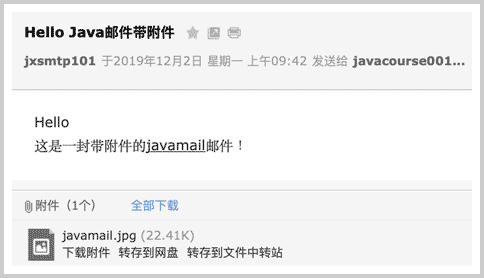 Hello Java邮件带附件
jxsmtp101 于2019年12月2日 星期一 上午09:42 发送给 javacourse001...
Hello
这是一封带附件的javamail邮件！
附件（1个） 全部下载
javamail.jpg (22.41K)
下载附件 转存到网盘 转存到文件中转站